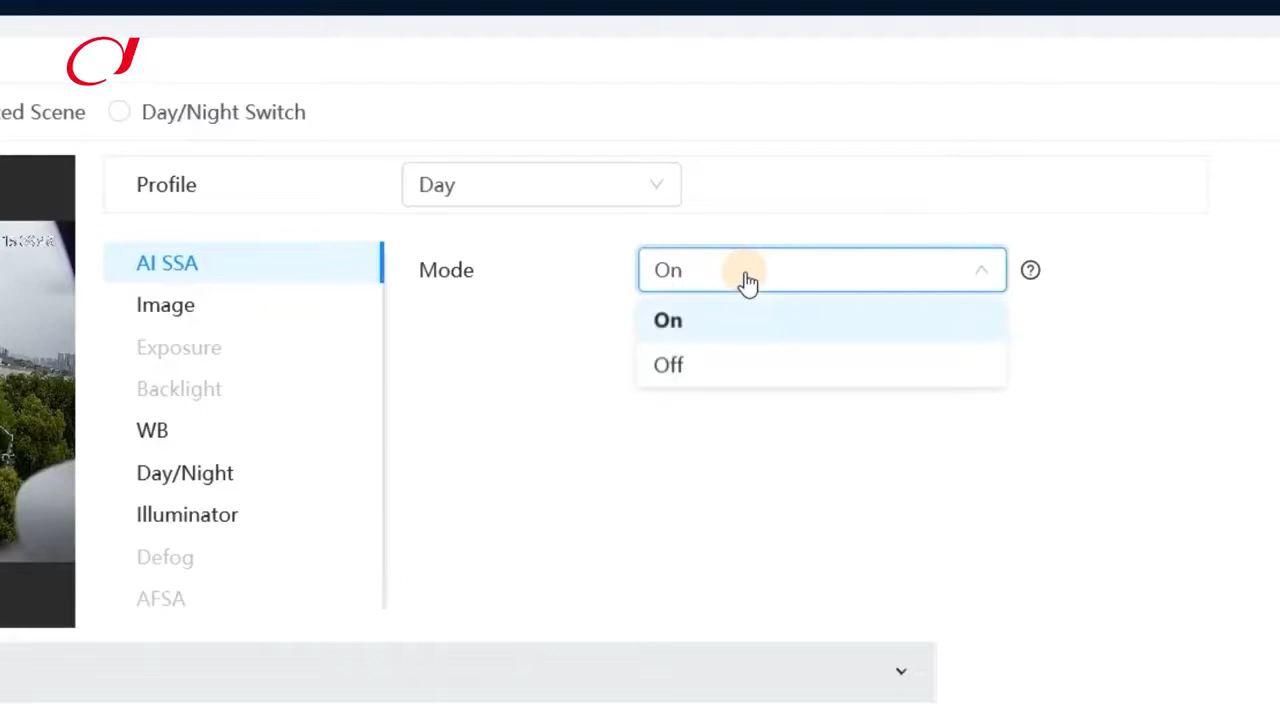 ed Scene
Day/Night Switch
Profile
Day
AI SSA
Mode
On
Image
On
Exposure
Off
Backlight
WB
Day/Night
Illuminator
Defog
AFSA